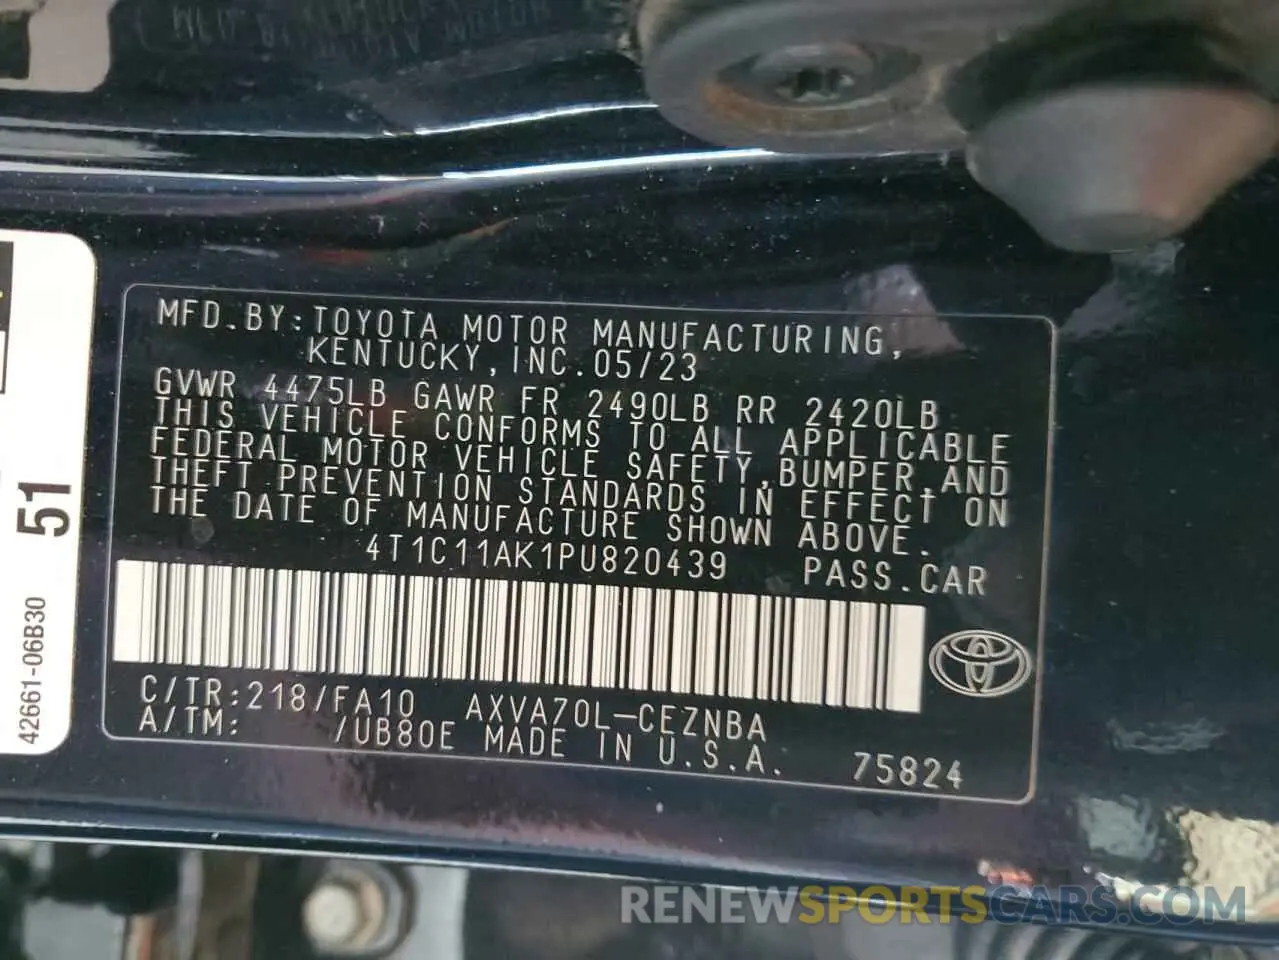 MFD.BY:TOYOTA MOTOR MANUFACTURING,
KENTUCKY,INC.05/23
GVWR 4475LB GAWR FR 2490LB RR 2420LB
THIS VEHICLE CONFORMS TO ALL APPLICABLE
FEDERAL MOTOR VEHICLE SAFETY,BUMPER,AND
THEFT PREVENTION STANDARDS IN EFFECT ON
THE DATE OF MANUFACTURE SHOWN ABOVE.
4T1C11AK1PU820439 PASS.CAR
C/TR:218/FA10 AXVA70L-CEZNBA
A/TM: /UB80E MADE IN U.S.A.
75824
51
42661-06B30
RENEWSPORTSCARS.COM